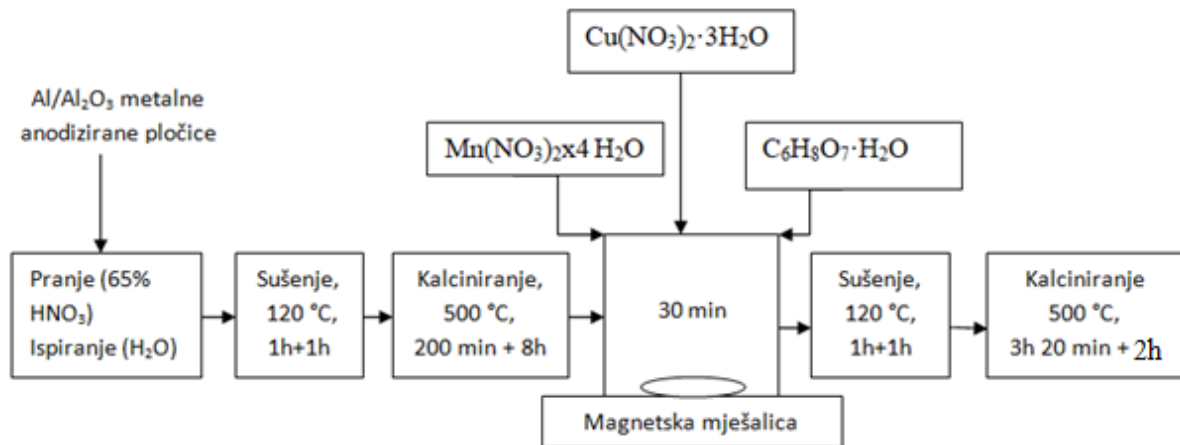 Cu(NO₃)₂·3H₂O
Al/Al₂O₃ metalne
anodizirane pločice
Mn(NO₃)₂x4 H₂O
C₆H₈O₇·H₂O
Pranje (65%
HNO₃)
Ispiranje (H₂O)
Sušenje,
120 °C,
1h+1h
Kalciniranje,
500 °C,
200 min + 8h
30 min
Magnetska mješalica
Sušenje,
120 °C,
1h+1h
Kalciniranje
500 °C,
3h 20 min + 2h